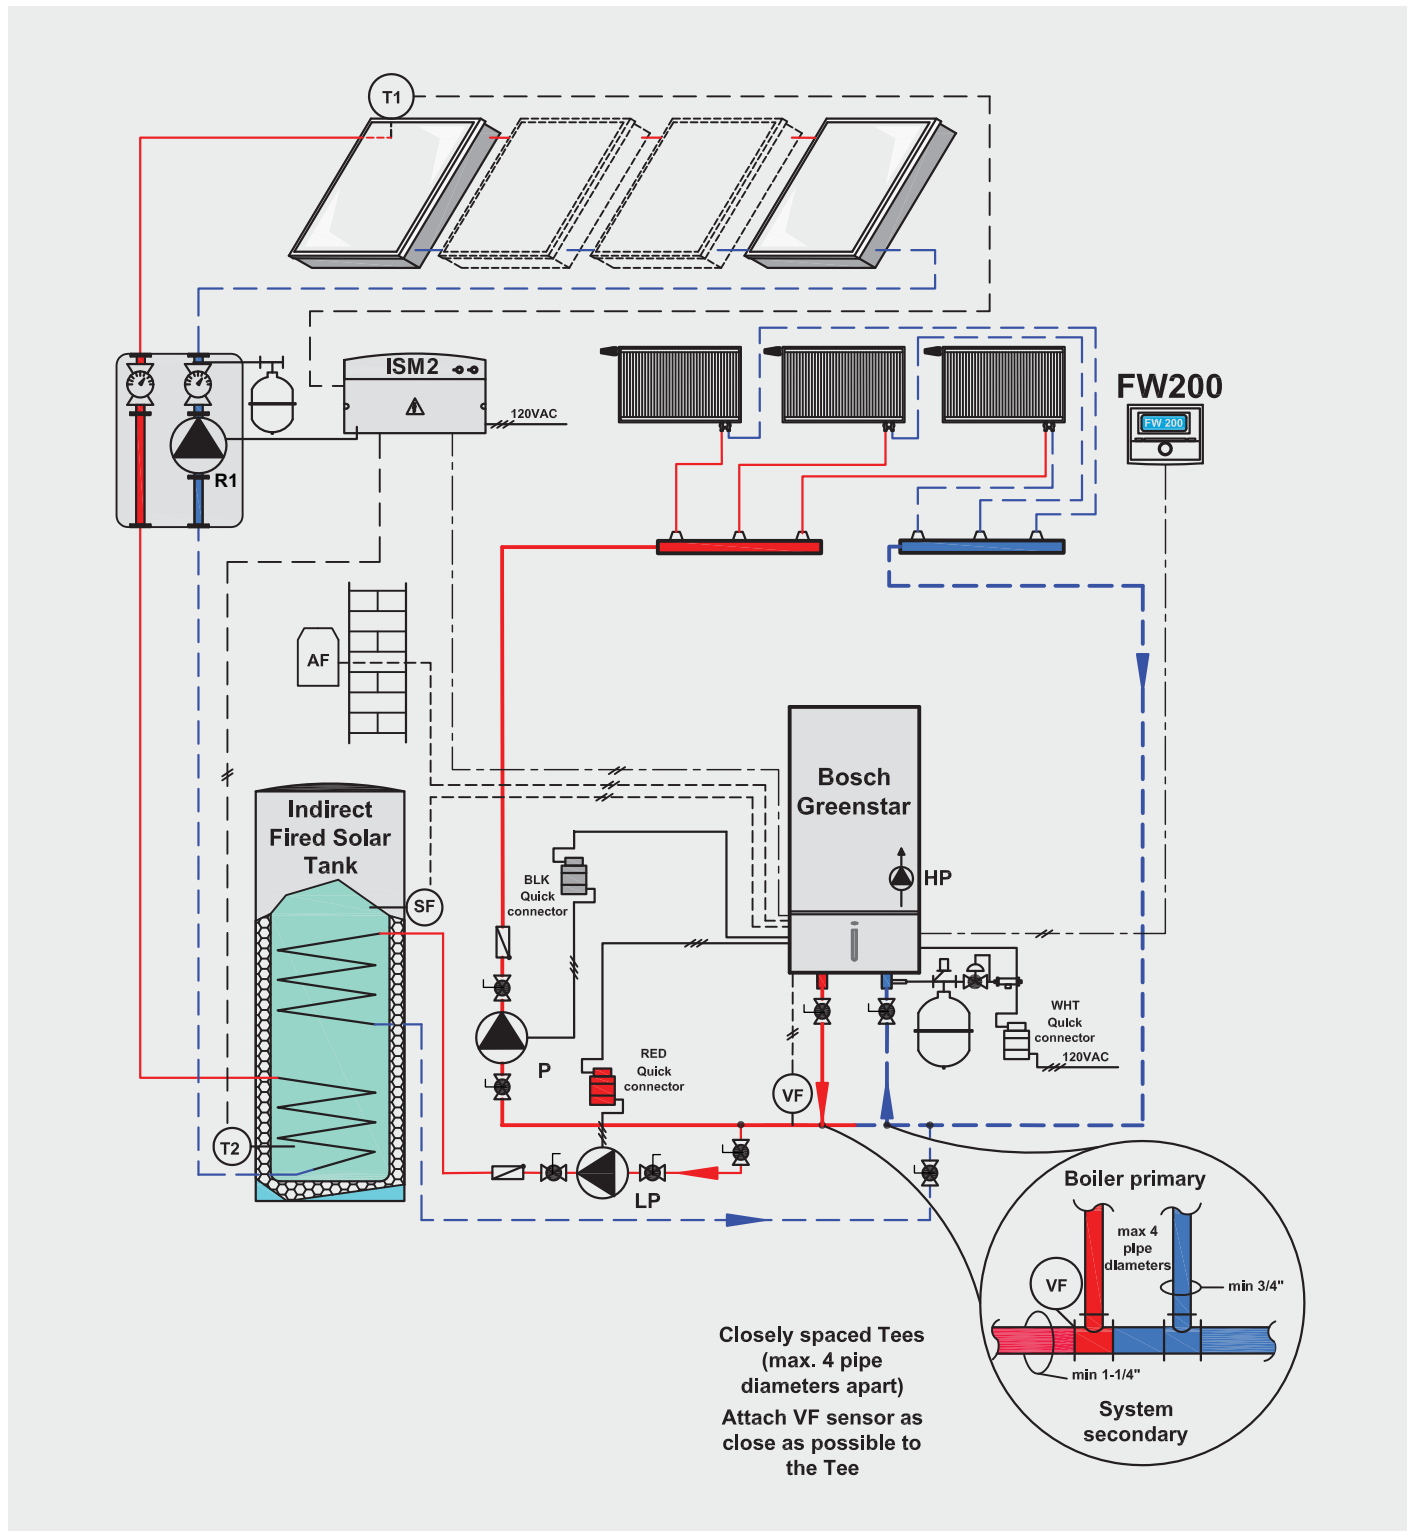 T1
ISM2
120VAC
FW200
FW 200
R1
AF
Bosch
Greenstar
Indirect
Fired Solar
Tank
HP
BLK
Quick
connector
SF
WHT
Quick
connector
120VAC
RED
Quick
connector
P
VF
T2
LP
Boiler primary
max 4
pipe
diameters
VF
min 3/4"
min 1-1/4"
System
secondary
Closely spaced Tees
(max. 4 pipe
diameters apart)
Attach VF sensor as
close as possible to
the Tee